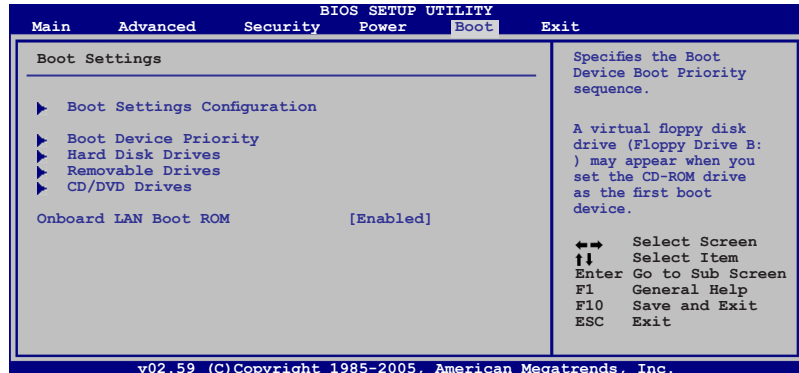 BIOS SETUP UTILITY
Main Advanced Security Power Boot Exit
Boot Settings
Boot Settings Configuration
Boot Device Priority
Hard Disk Drives
Removable Drives
CD/DVD Drives
Onboard LAN Boot ROM [Enabled]
Specifies the Boot
Device Boot Priority
sequence.
A virtual floppy disk
drive (Floppy Drive B:
) may appear when you
set the CD-ROM drive
as the first boot
device.
←→ Select Screen
↑↓ Select Item
Enter Go to Sub Screen
F1 General Help
F10 Save and Exit
ESC Exit
v02.59 (C)Copyright 1985-2005, American Megatrends, Inc.